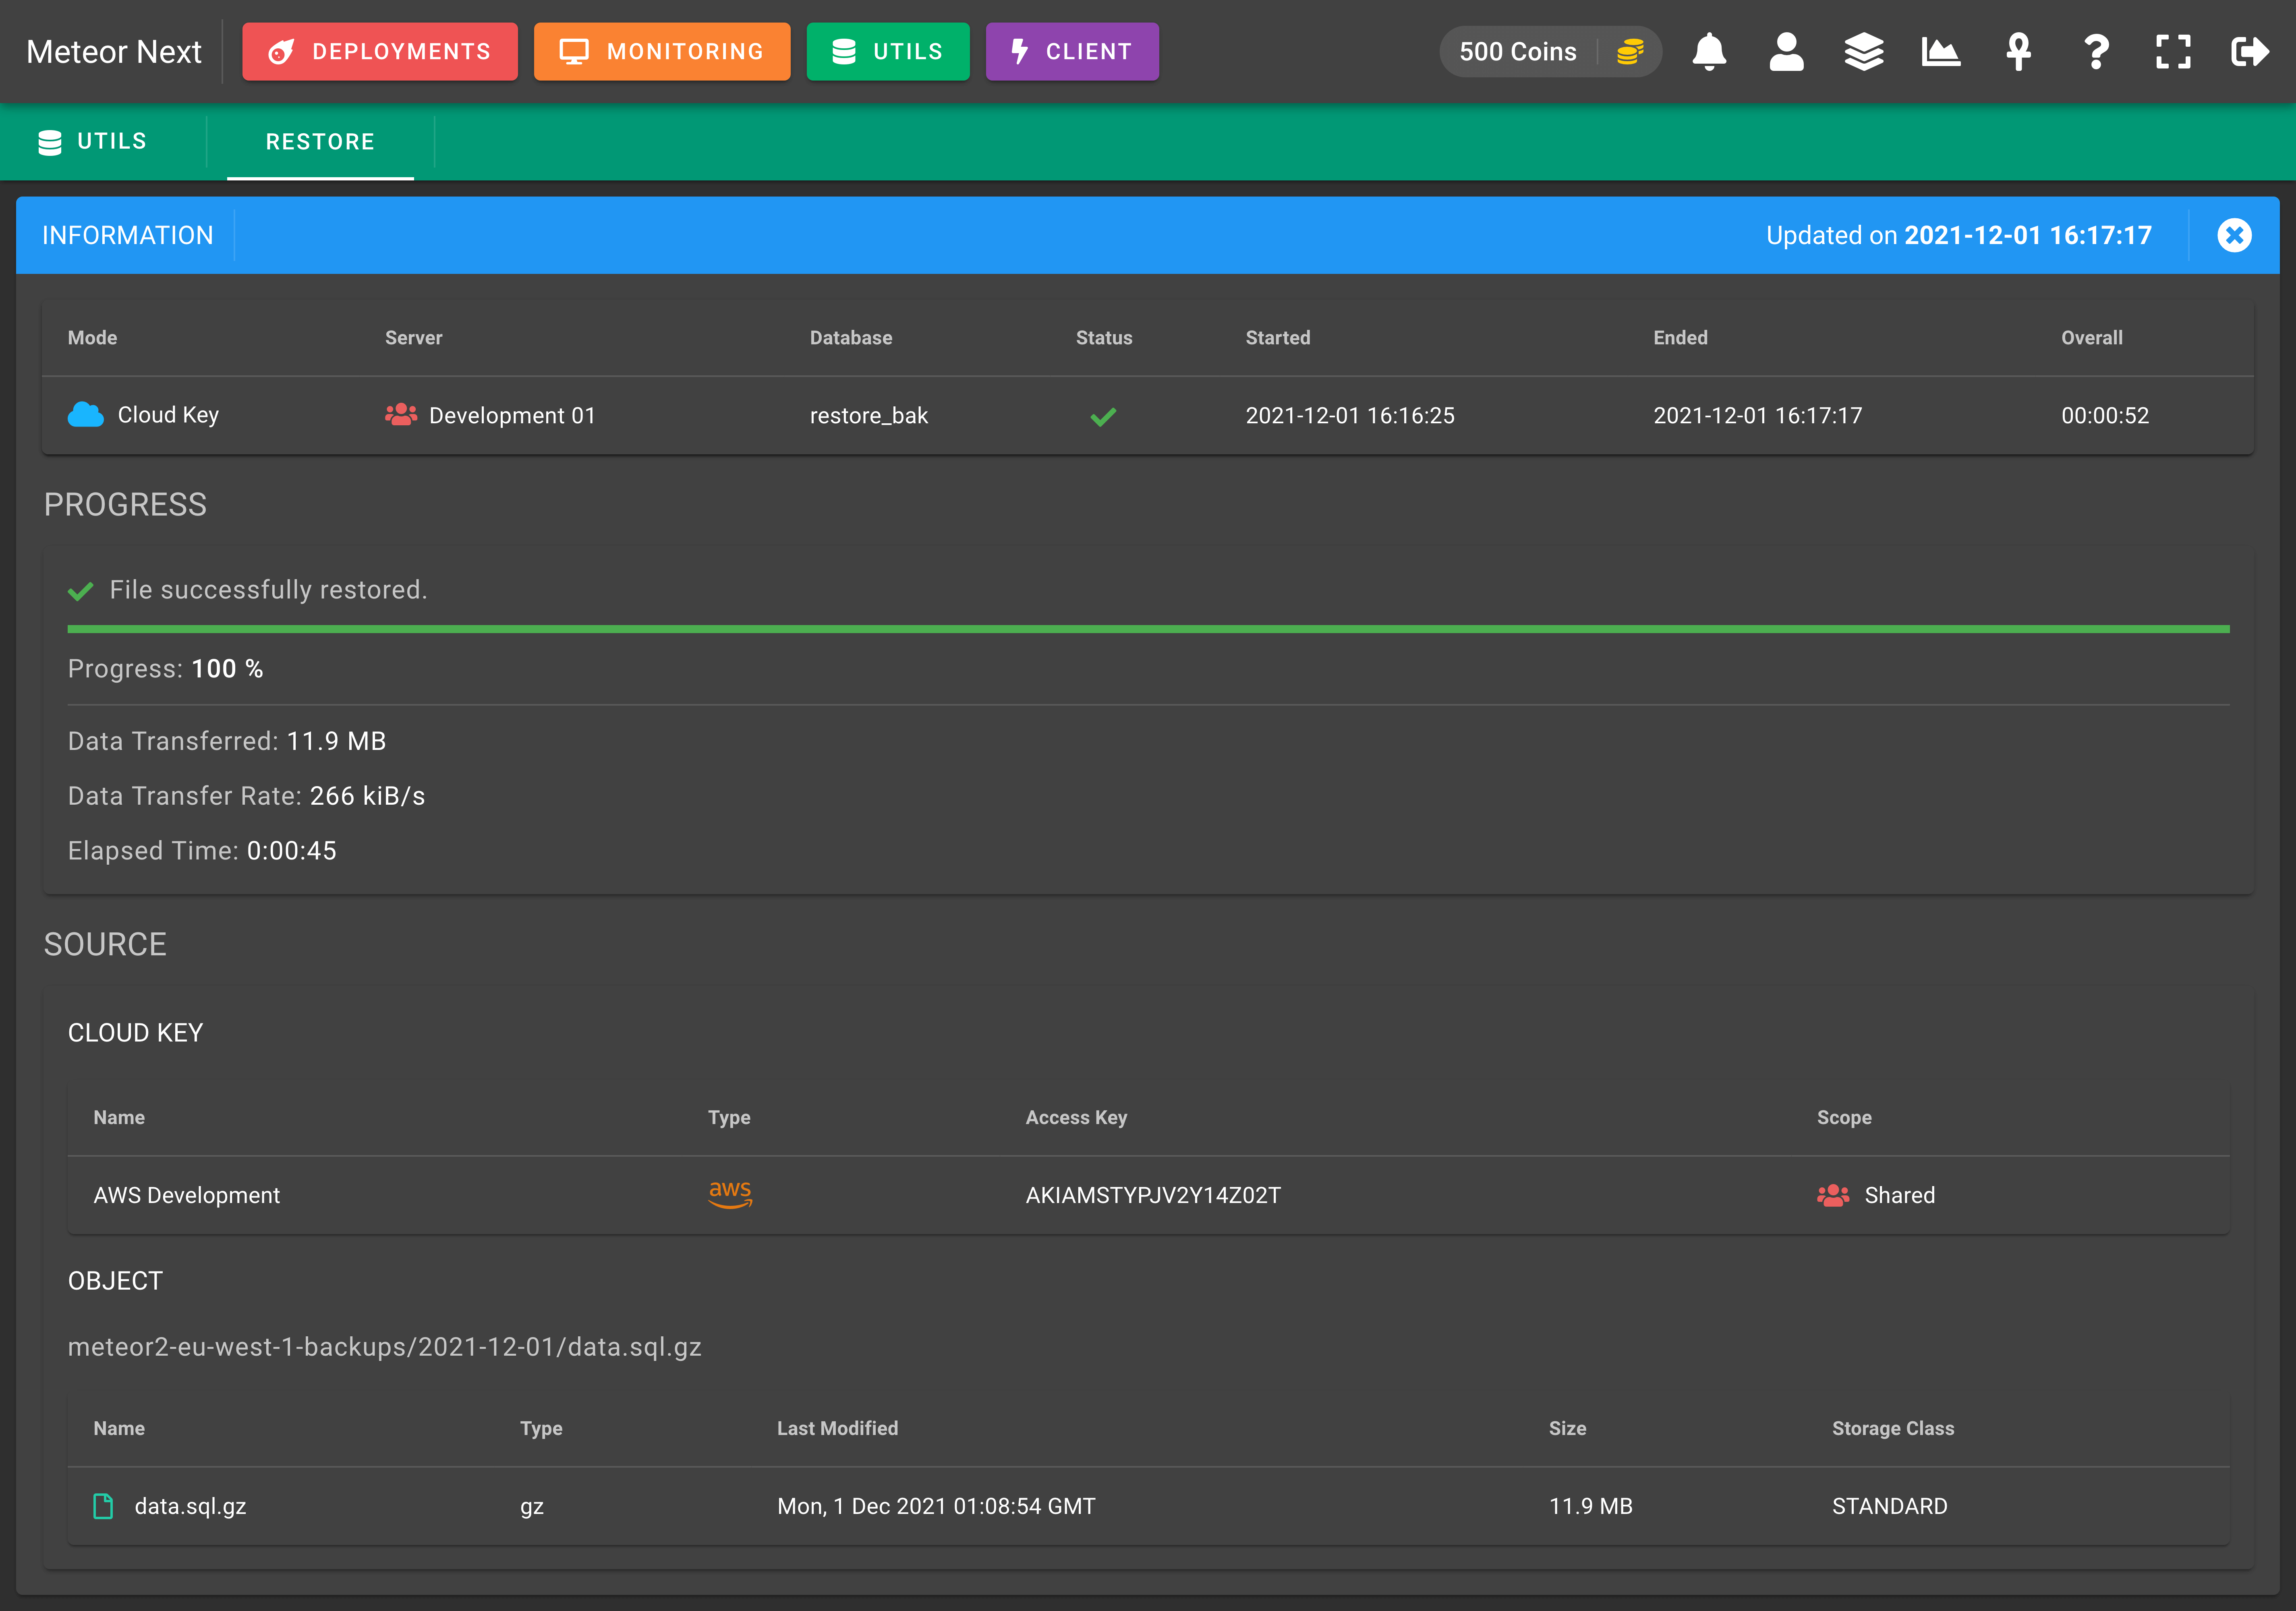 Meteor Next DEPLOYMENTS MONITORING UTILS CLIENT 500 Coins
UTILS RESTORE
INFORMATION Updated on 2021-12-01 16:17:17
Mode Server Database Status Started Ended Overall
Cloud Key Development 01 restore_bak 2021-12-01 16:16:25 2021-12-01 16:17:17 00:00:52
PROGRESS
File successfully restored.
Progress: 100 %
Data Transferred: 11.9 MB
Data Transfer Rate: 266 kiB/s
Elapsed Time: 0:00:45
SOURCE
CLOUD KEY
Name Type Access Key Scope
AWS Development aws AKIAMSTYPJV2Y14Z02T Shared
OBJECT
meteor2-eu-west-1-backups/2021-12-01/data.sql.gz
Name Type Last Modified Size Storage Class
data.sql.gz gz Mon, 1 Dec 2021 01:08:54 GMT 11.9 MB STANDARD